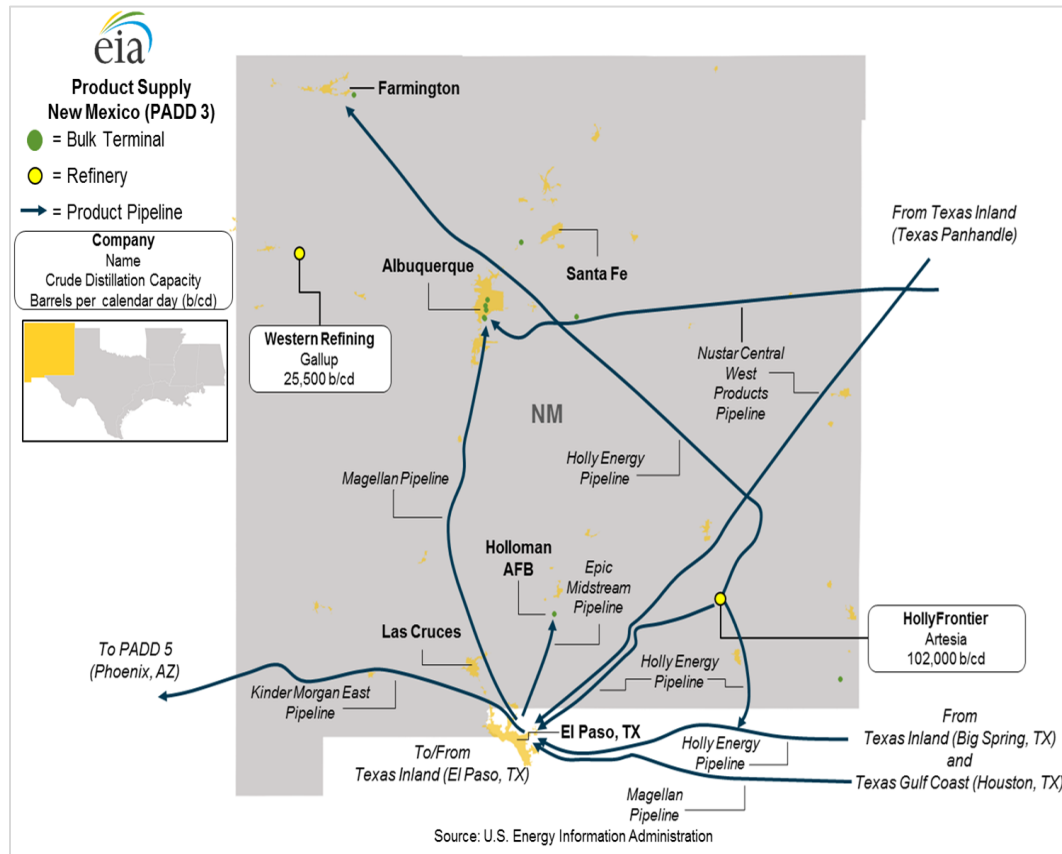 eia
Product Supply
New Mexico (PADD 3)
= Bulk Terminal
= Refinery
= Product Pipeline
Company
Name
Crude Distillation Capacity
Barrels per calendar day (b/cd)
Farmington
From Texas Inland
(Texas Panhandle)
Albuquerque
Santa Fe
Western Refining
Gallup
25,500 b/cd
Nustar Central
West
Products
Pipeline
NM
Magellan Pipeline
Holly Energy
Pipeline
Holloman
AFB
Epic
Midstream
Pipeline
HollyFrontier
Artesia
102,000 b/cd
Las Cruces
To PADD 5
(Phoenix, AZ)
Kinder Morgan East
Pipeline
Holly Energy
Pipeline
El Paso, TX
To/From
Texas Inland (El Paso, TX)
Holly Energy
Pipeline
From
Texas Inland (Big Spring, TX)
and
Texas Gulf Coast (Houston, TX)
Magellan
Pipeline
Source: U.S. Energy Information Administration